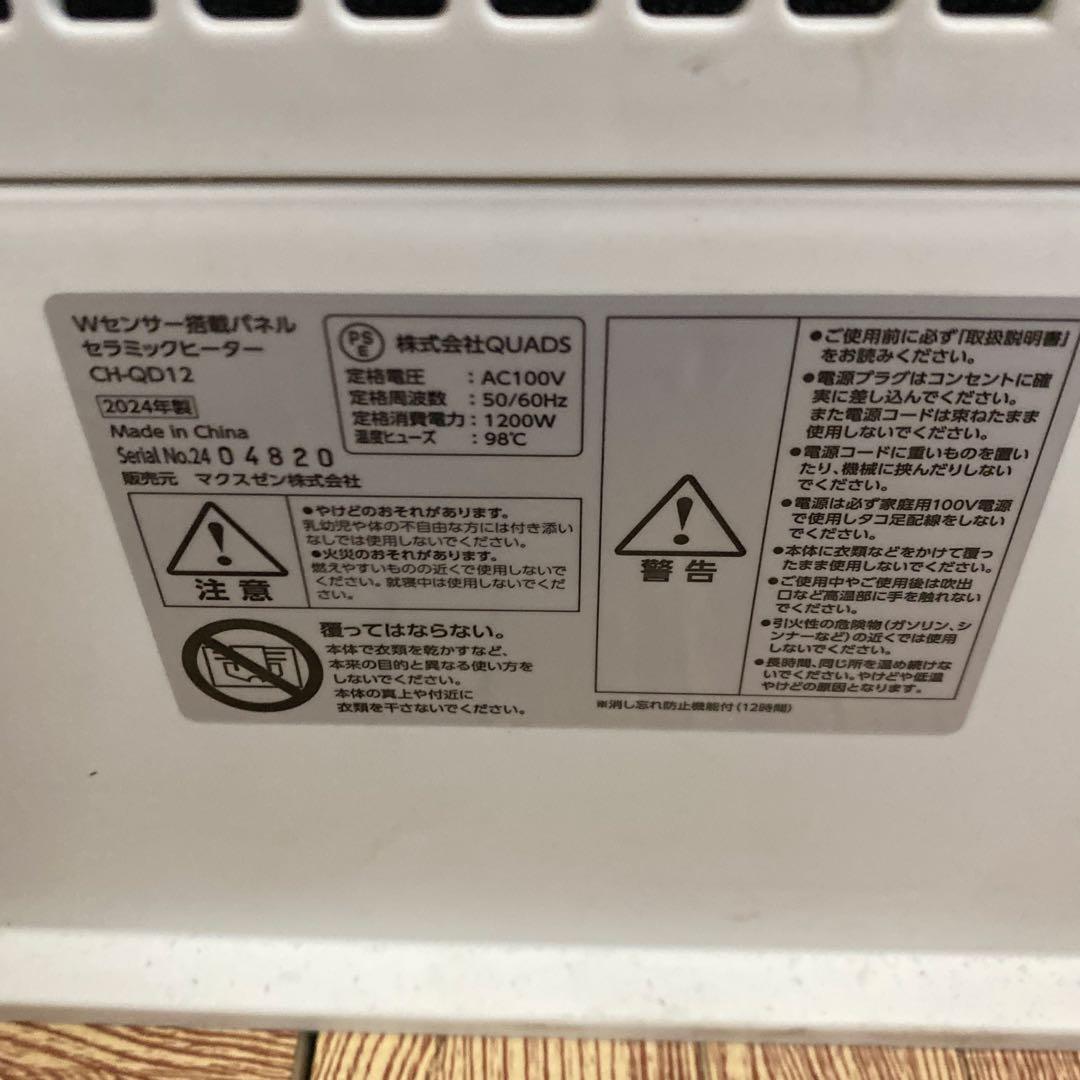 Wセンサー搭載パネル
セラミックヒーター
CH-QD12
2024年製
Made in China
Serial No.24 04820
販売元 マクスゼン株式会社
PSE 株式会社QUADS
定格電圧 : AC100V
定格周波数 : 50/60Hz
定格消費電力 : 1200W
温度ヒューズ : 98℃
注意
●やけどのおそれがあります。
乳幼児や体の不自由な方には付き添い
なしでは使用しないでください。
●火災のおそれがあります。
燃えやすいものの近くで使用しないで
ください。就寝中は使用しないでくだ
さい。
覆ってはならない。
本体で衣類を乾かすなど、
本来の目的と異なる使い方を
しないでください。
本体の真上や付近に
衣類を干さないでください。
警告
●ご使用前に必ず「取扱説明書」
をお読みください。
●電源プラグはコンセントに確
実に差し込んでください。
また電源コードは束ねたまま
使用しないでください。
●電源コードに重いものを置い
たり、機械に挟んだりしない
でください。
●電源は必ず家庭用100V電源
で使用しタコ足配線をしない
でください。
●本体に衣類などをかけて覆っ
たまま使用しないでください。
●ご使用中やご使用後は吹出
口など高温部に手を触れない
でください。
●引火性の危険物(ガソリン、シ
ンナーなど)の近くでは使用
しないでください。
●長時間、同じ所を温め続けな
いでください。やけどや低温
やけどの原因となります。
※消し忘れ防止機能付(12時間)